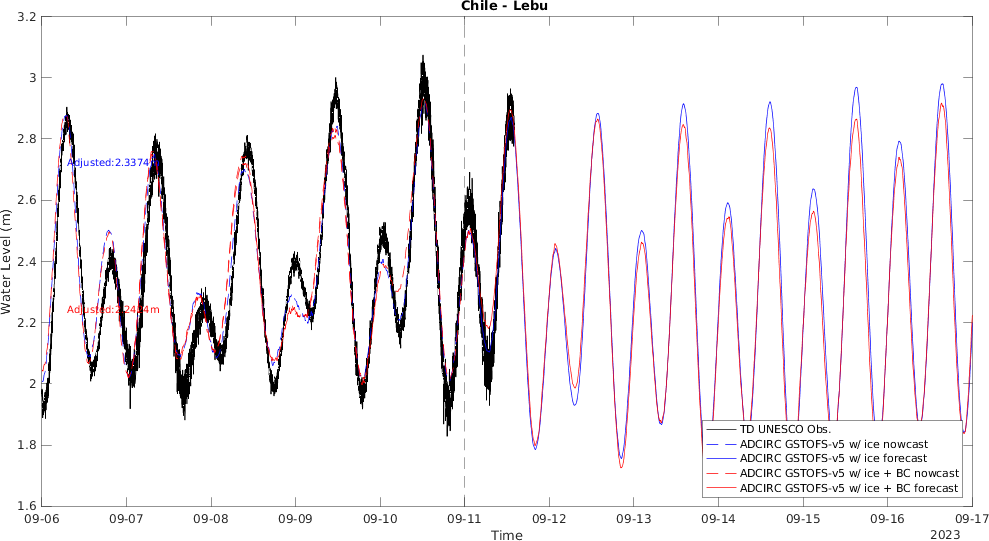 Chile - Lebu
3.2
3
2.8
2.6
2.4
2.2
2
1.8
1.6
Water Level (m)
Adjusted:2.3374
TD UNESCO Obs.
ADCIRC GSTOFS-v5 w/ ice nowcast
ADCIRC GSTOFS-v5 w/ ice forecast
ADCIRC GSTOFS-v5 w/ ice + BC nowcast
ADCIRC GSTOFS-v5 w/ ice + BC forecast
09-06 09-07 09-08 09-09 09-10 09-11 09-12 09-13 09-14 09-15 09-16 09-17
Time
2023